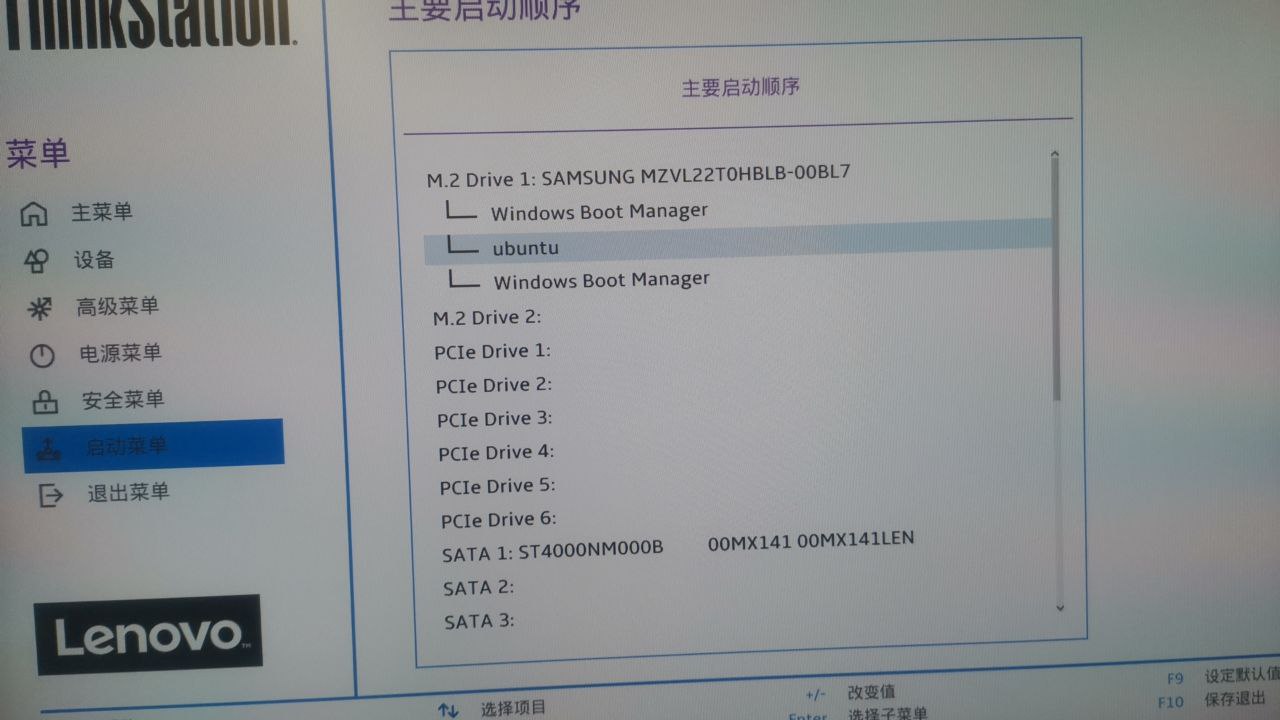 ThinkStation.
主要启动顺序
菜单
主菜单
设备
高级菜单
电源菜单
安全菜单
启动菜单
退出菜单
Lenovo™
主要启动顺序
M.2 Drive 1: SAMSUNG MZVL22T0HBLB-00BL7
Windows Boot Manager
ubuntu
Windows Boot Manager
M.2 Drive 2:
PCIe Drive 1:
PCIe Drive 2:
PCIe Drive 3:
PCIe Drive 4:
PCIe Drive 5:
PCIe Drive 6:
SATA 1: ST4000NM000B 00MX141 00MX141LEN
SATA 2:
SATA 3:
↑↓ 选择项目
+/- 改变值
Enter 选择子菜单
F9 设定默认值
F10 保存退出